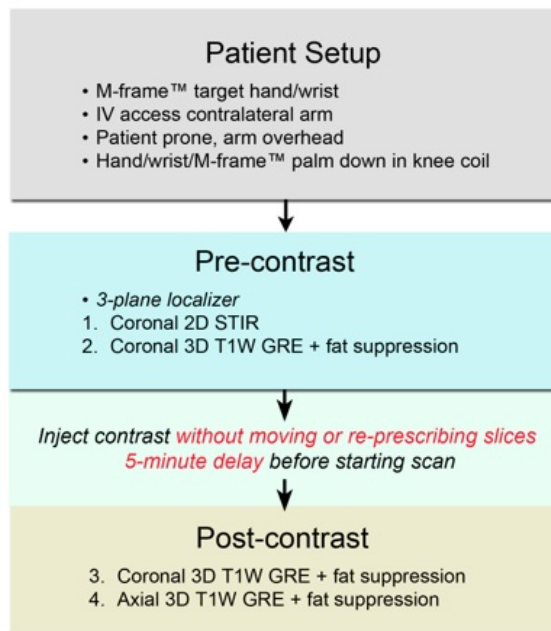 Patient Setup
• M-frame™ target hand/wrist
• IV access contralateral arm
• Patient prone, arm overhead
• Hand/wrist/M-frame™ palm down in knee coil
Pre-contrast
• 3-plane localizer
1. Coronal 2D STIR
2. Coronal 3D T1W GRE + fat suppression
Inject contrast without moving or re-prescribing slices
5-minute delay before starting scan
Post-contrast
3. Coronal 3D T1W GRE + fat suppression
4. Axial 3D T1W GRE + fat suppression